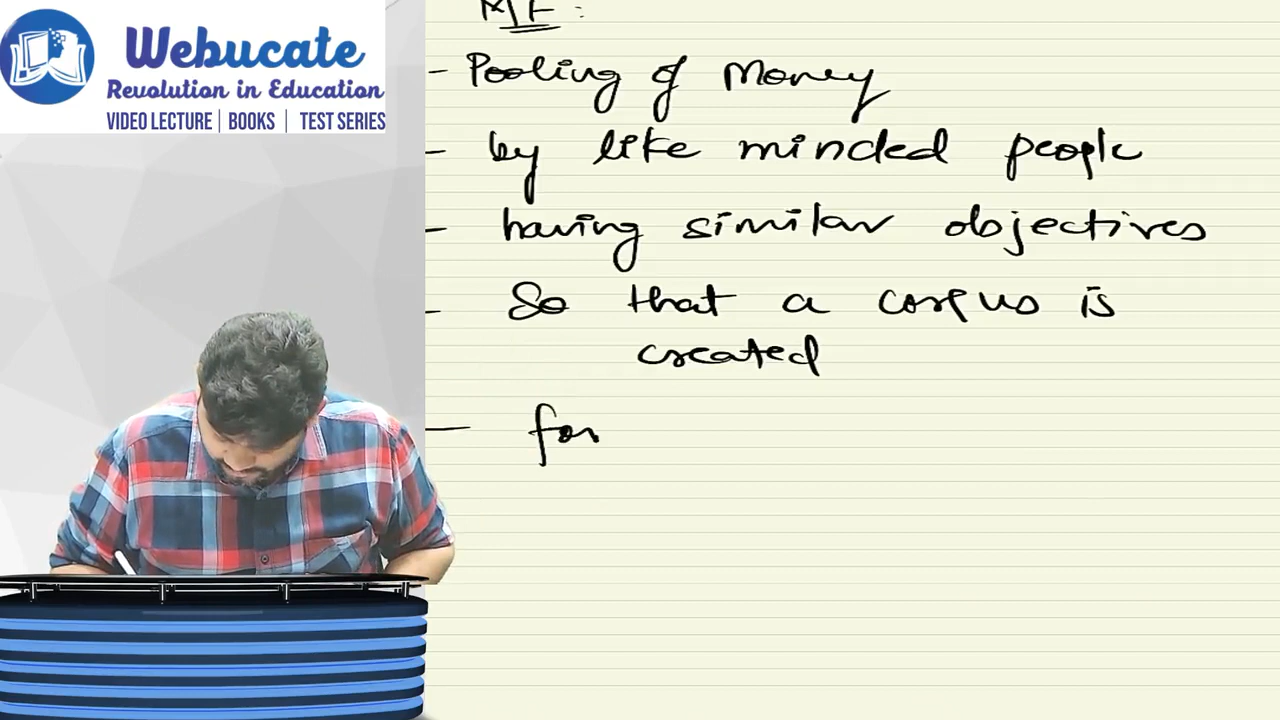 Webucate
Revolution in Education
VIDEO LECTURE | BOOKS | TEST SERIES
MF :
- Pooling of Money
- by like minded people
- having similar objectives
- So that a corpus is
created
- for